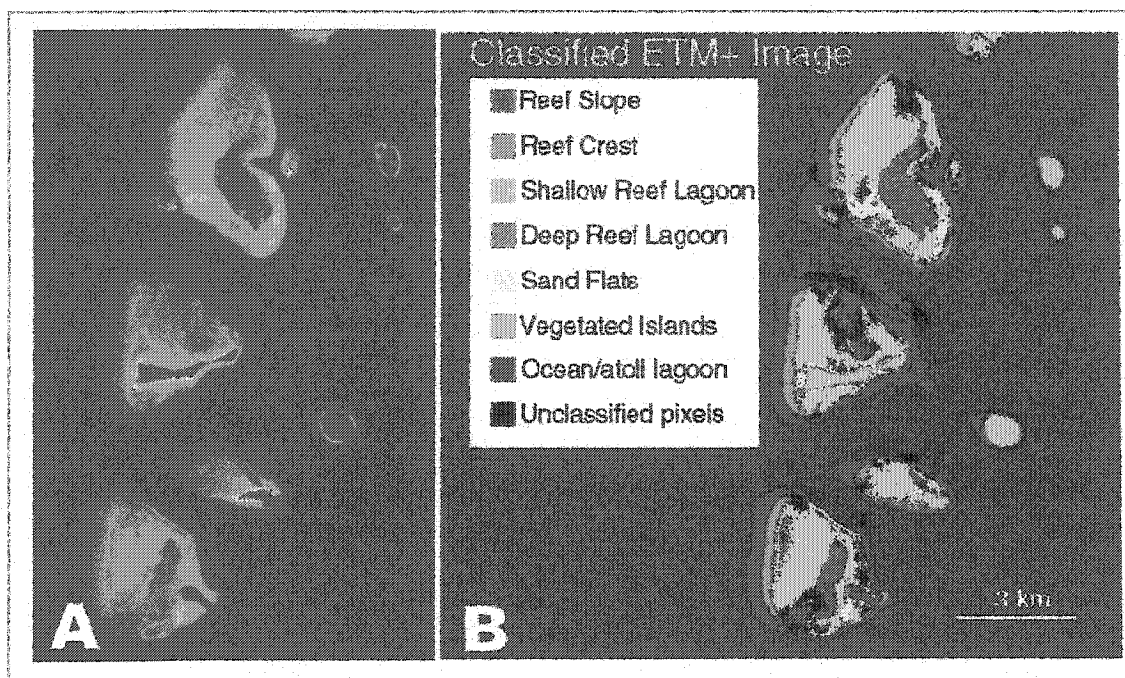 Classified ETM+ Image
Reef Slope
Reef Crest
Shallow Reef Lagoon
Deep Reef Lagoon
Sand Flats
Vegetated Islands
Ocean/atoll lagoon
Unclassified pixels
A
B
3 km